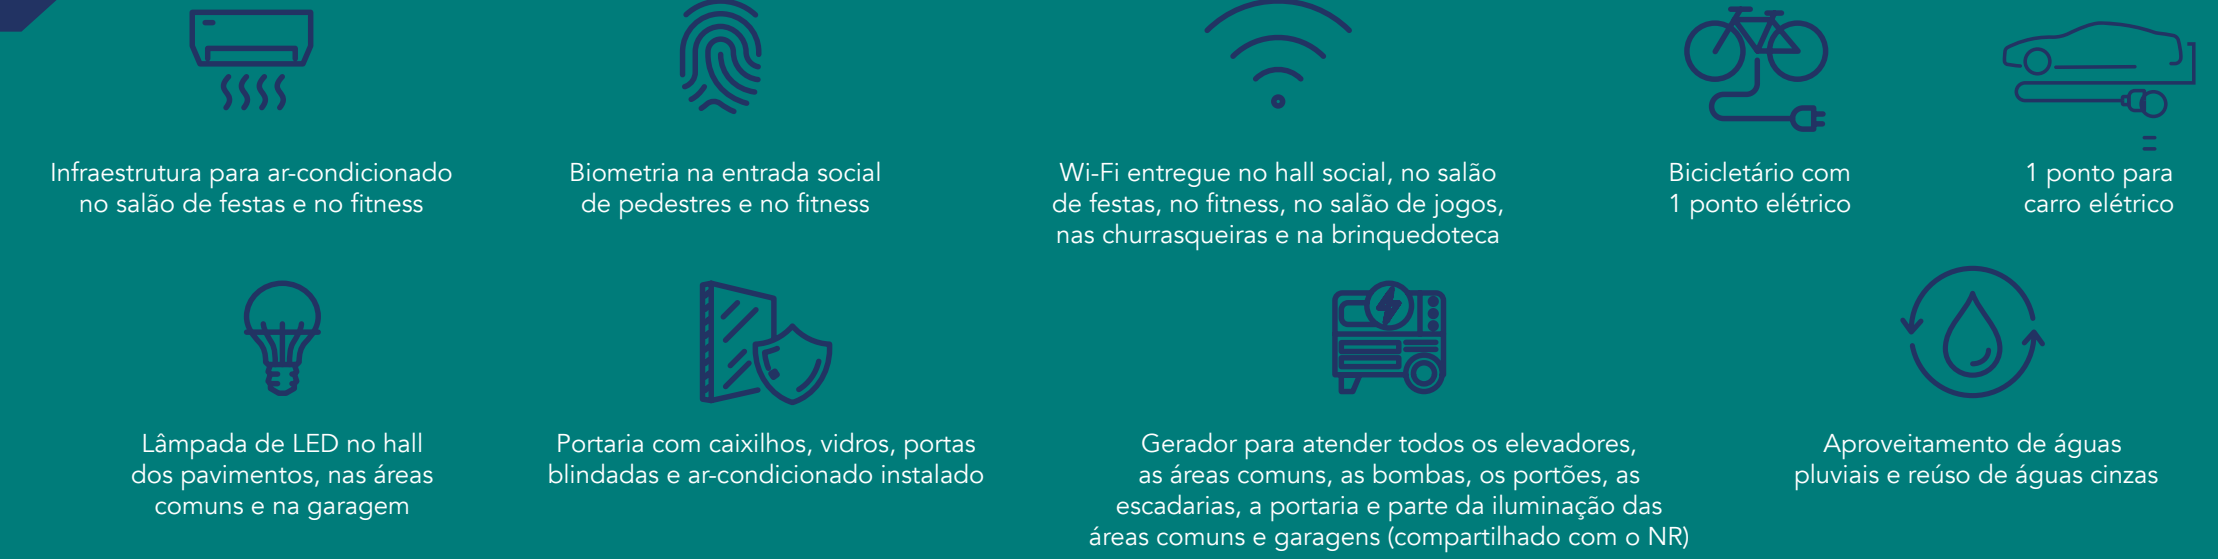 Infraestrutura para ar-condicionado
no salão de festas e no fitness
Biometria na entrada social
de pedestres e no fitness
Wi-Fi entregue no hall social, no salão
de festas, no fitness, no salão de jogos,
nas churrasqueiras e na brinquedoteca
Bicicletário com
1 ponto elétrico
1 ponto para
carro elétrico
Lâmpada de LED no hall
dos pavimentos, nas áreas
comuns e na garagem
Portaria com caixilhos, vidros, portas
blindadas e ar-condicionado instalado
Gerador para atender todos os elevadores,
as áreas comuns, as bombas, os portões, as
escadarias, a portaria e parte da iluminação das
áreas comuns e garagens (compartilhado com o NR)
Aproveitamento de águas
pluviais e reúso de águas cinzas